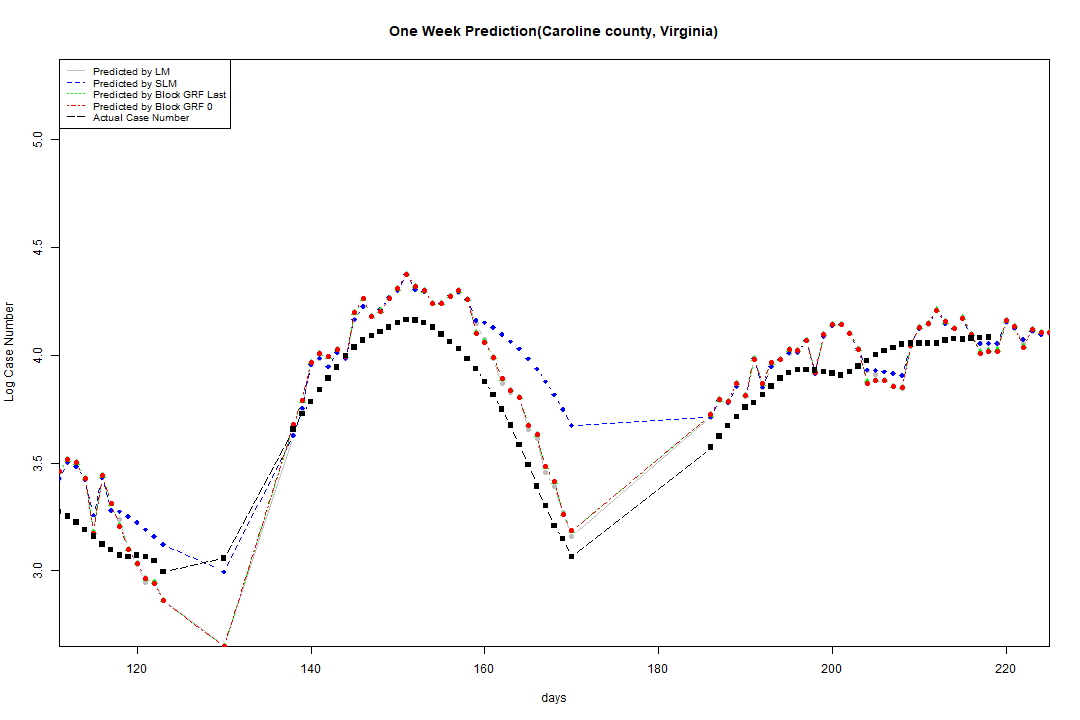 One Week Prediction(Caroline county, Virginia)
Predicted by LM
Predicted by SLM
Predicted by Block GRF Last
Predicted by Block GRF 0
Actual Case Number
5.0
4.5
4.0
3.5
3.0
Log Case Number
120 140 160 180 200 220
days